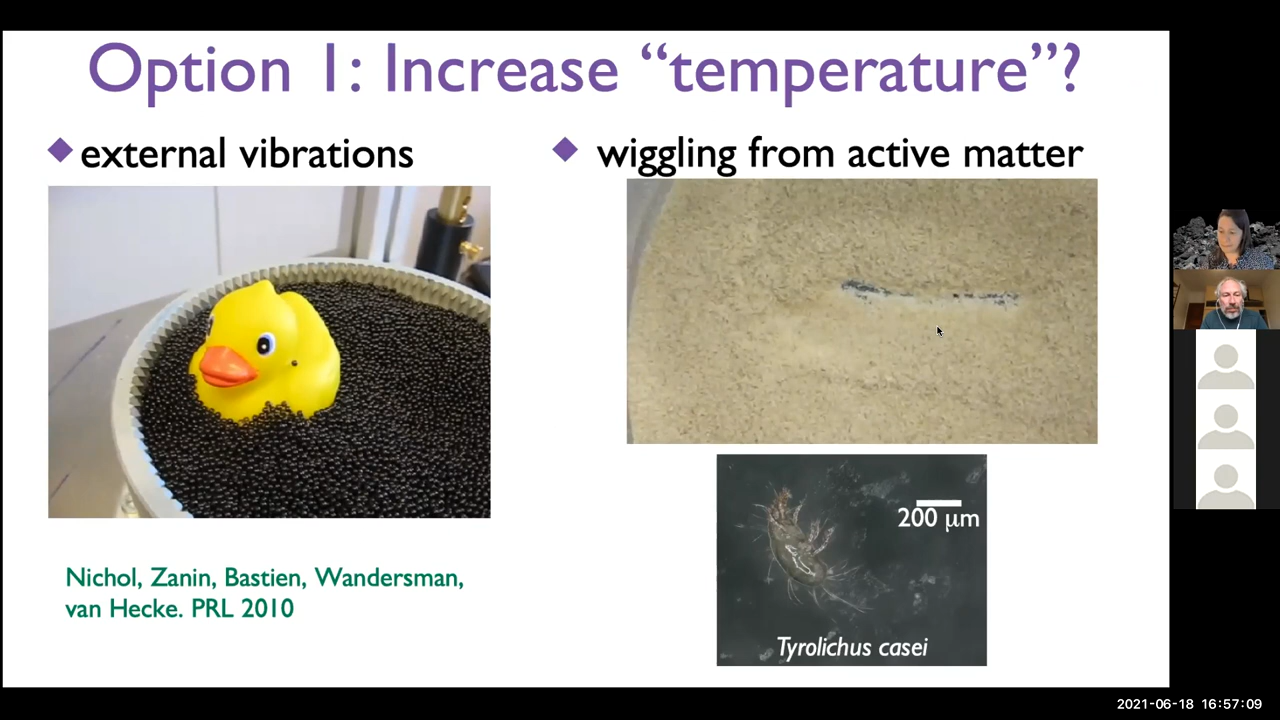 Option 1: Increase “temperature”?
external vibrations
wiggling from active matter
Nichol, Zanin, Bastien, Wandersman,
van Hecke. PRL 2010
200 μm
Tyrolichus casei
2021-06-18 16:57:09